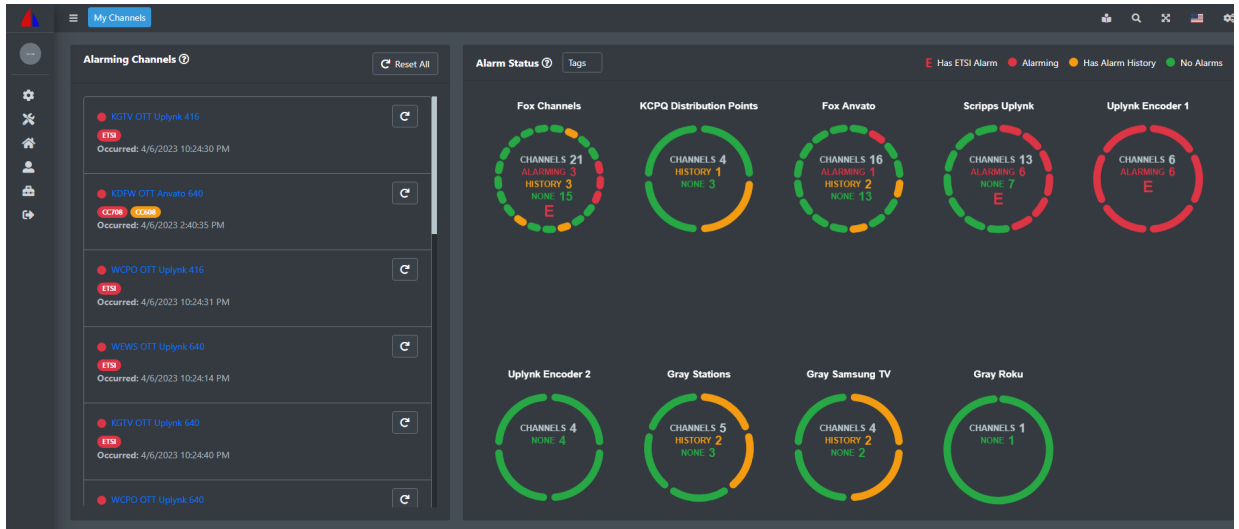 My Channels
Alarming Channels
Reset All
KGTV OTT Uplynk 416
ETSI
Occurred: 4/6/2023 10:24:30 PM
KDFW OTT Anvato 640
CC708 CC608
Occurred: 4/6/2023 2:40:35 PM
WCPO OTT Uplynk 416
ETSI
Occurred: 4/6/2023 10:24:31 PM
WEWS OTT Uplynk 640
ETSI
Occurred: 4/6/2023 10:24:14 PM
KGTV OTT Uplynk 640
ETSI
Occurred: 4/6/2023 10:24:40 PM
WCPO OTT Uplynk 640
Alarm Status
Tags
E Has ETSI Alarm Alarming Has Alarm History No Alarms
Fox Channels
CHANNELS 21
ALARMING 3
HISTORY 3
NONE 15
E
KCPQ Distribution Points
CHANNELS 4
HISTORY 1
NONE 3
Fox Anvato
CHANNELS 16
ALARMING 1
HISTORY 2
NONE 13
Scripps Uplynk
CHANNELS 13
ALARMING 6
NONE 7
E
Uplynk Encoder 1
CHANNELS 6
ALARMING 6
E
Uplynk Encoder 2
CHANNELS 4
NONE 4
Gray Stations
CHANNELS 5
HISTORY 2
NONE 3
Gray Samsung TV
CHANNELS 4
HISTORY 2
NONE 2
Gray Roku
CHANNELS 1
NONE 1